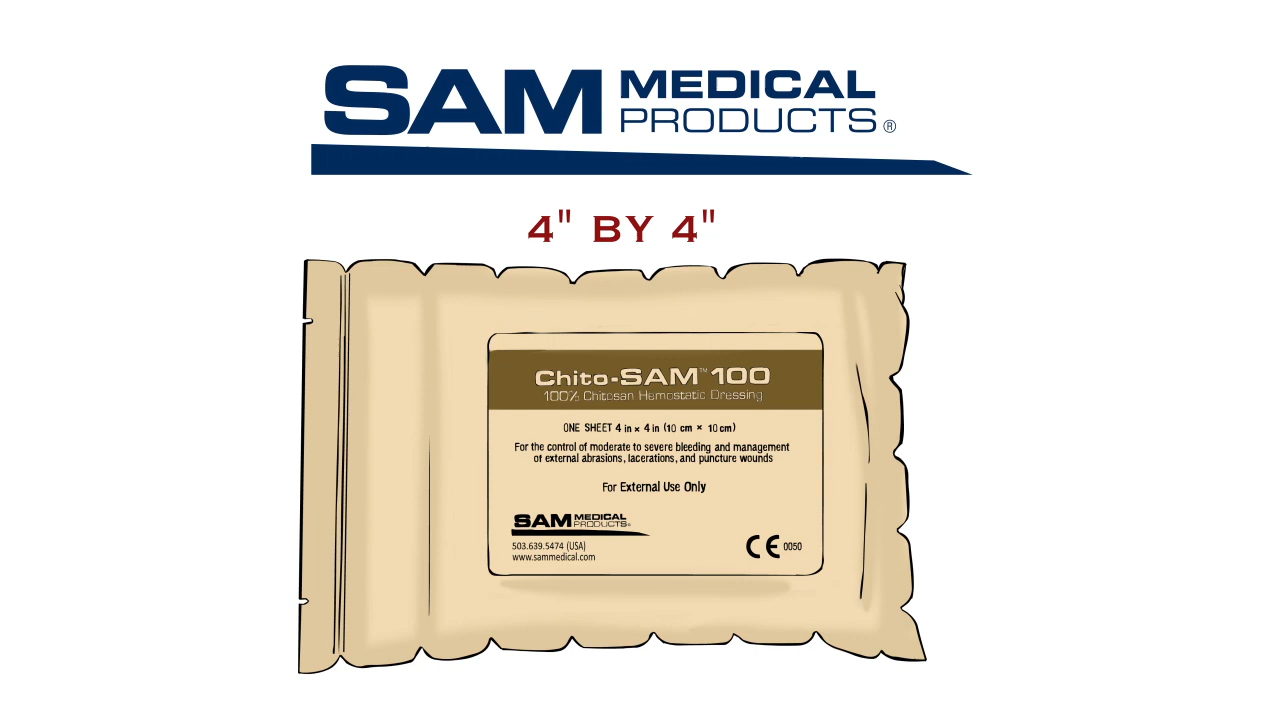 SAM MEDICAL
PRODUCTS®
4" BY 4"
Chito-SAM™ 100
100% Chitosan Hemostatic Dressing
ONE SHEET 4 in × 4 in (10 cm × 10 cm)
For the control of moderate to severe bleeding and management
of external abrasions, lacerations, and puncture wounds
For External Use Only
SAM MEDICAL
PRODUCTS®
503.639.5474 (USA)
www.sammedical.com
CE 0050